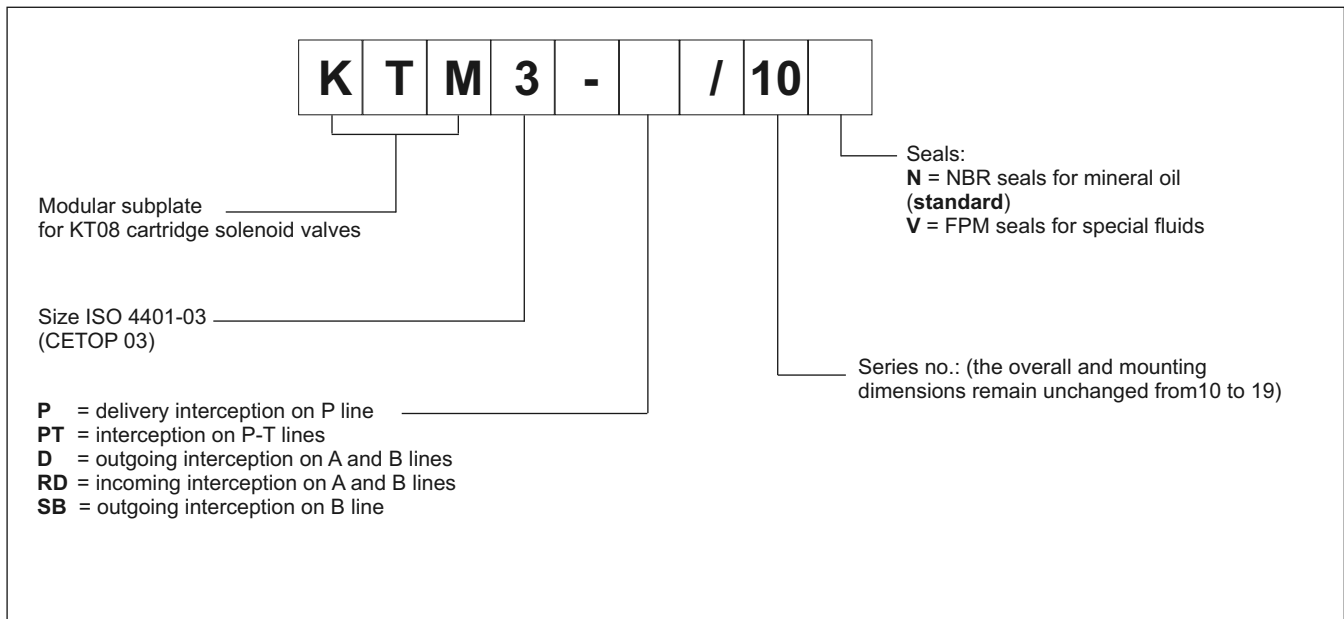 K T M 3 - / 10
Seals:
N = NBR seals for mineral oil
(standard)
V = FPM seals for special fluids
Modular subplate
for KT08 cartridge solenoid valves
Size ISO 4401-03
(CETOP 03)
Series no.: (the overall and mounting
dimensions remain unchanged from10 to 19)
P = delivery interception on P line
PT = interception on P-T lines
D = outgoing interception on A and B lines
RD = incoming interception on A and B lines
SB = outgoing interception on B line